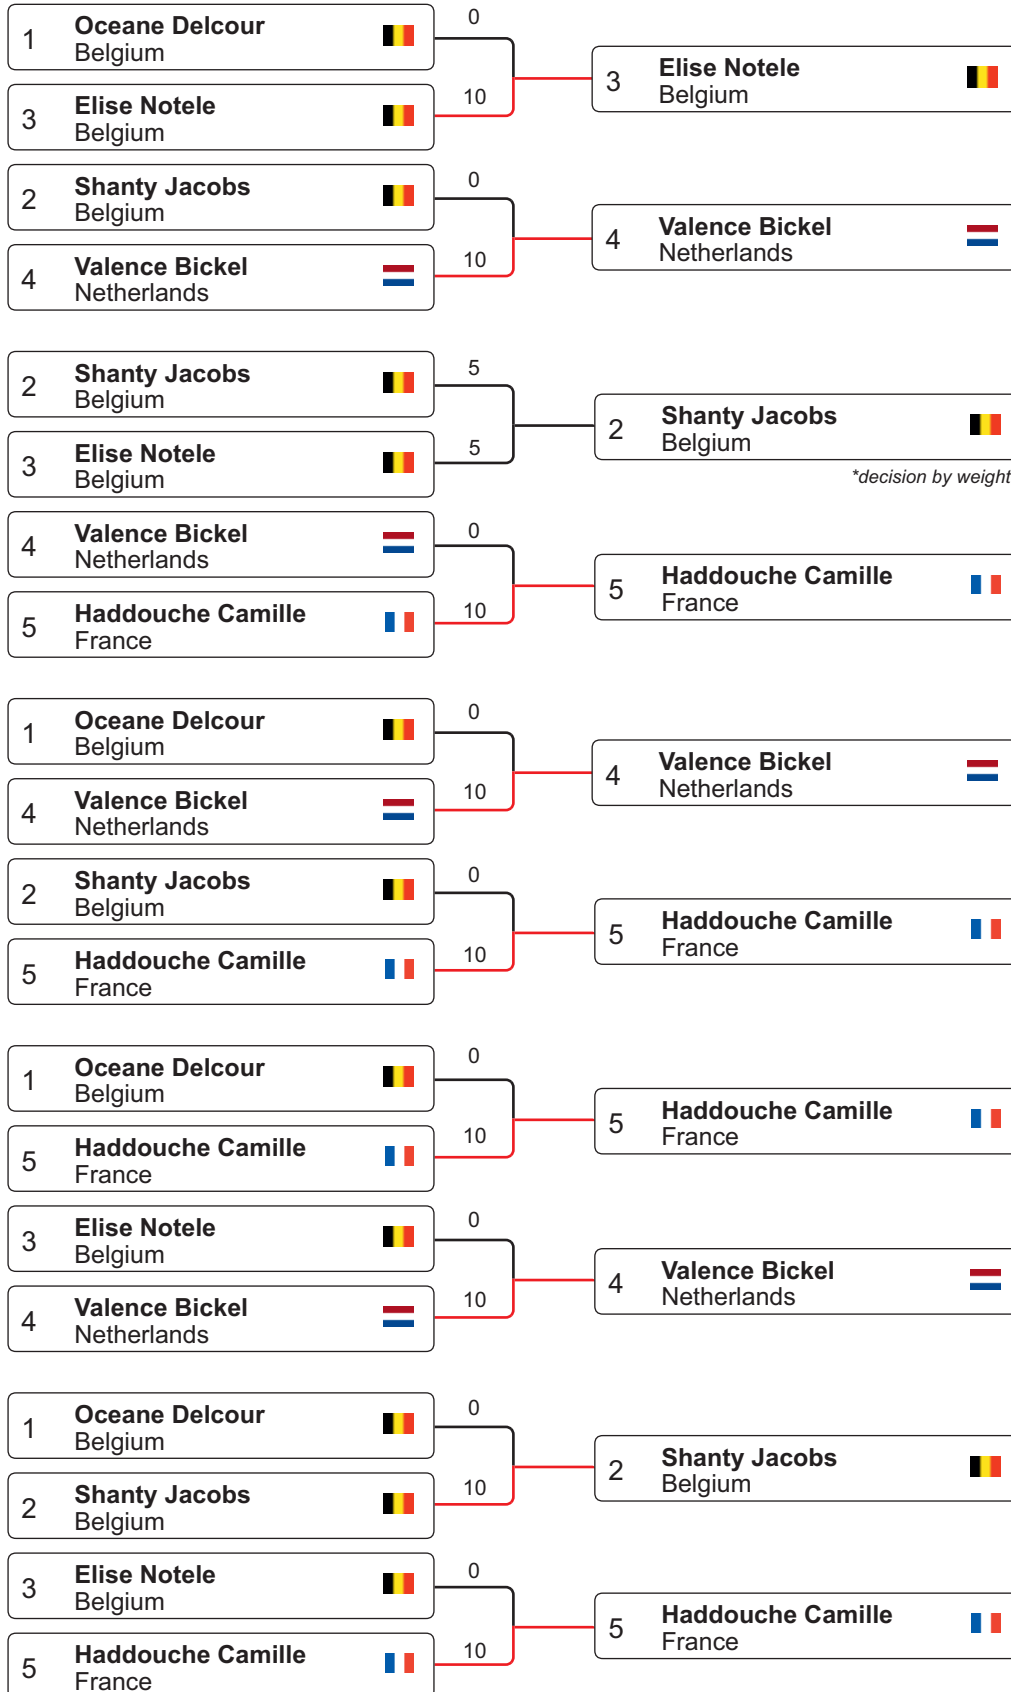 1 Oceane Delcour
Belgium
0
3 Elise Notele
Belgium
10
3 Elise Notele
Belgium
2 Shanty Jacobs
Belgium
0
4 Valence Bickel
Netherlands
10
4 Valence Bickel
Netherlands
2 Shanty Jacobs
Belgium
5
3 Elise Notele
Belgium
5
2 Shanty Jacobs
Belgium
*decision by weight
4 Valence Bickel
Netherlands
0
5 Haddouche Camille
France
10
5 Haddouche Camille
France
1 Oceane Delcour
Belgium
0
4 Valence Bickel
Netherlands
10
4 Valence Bickel
Netherlands
2 Shanty Jacobs
Belgium
0
5 Haddouche Camille
France
10
5 Haddouche Camille
France
1 Oceane Delcour
Belgium
0
5 Haddouche Camille
France
10
5 Haddouche Camille
France
3 Elise Notele
Belgium
0
4 Valence Bickel
Netherlands
10
4 Valence Bickel
Netherlands
1 Oceane Delcour
Belgium
0
2 Shanty Jacobs
Belgium
10
2 Shanty Jacobs
Belgium
3 Elise Notele
Belgium
0
5 Haddouche Camille
France
10
5 Haddouche Camille
France